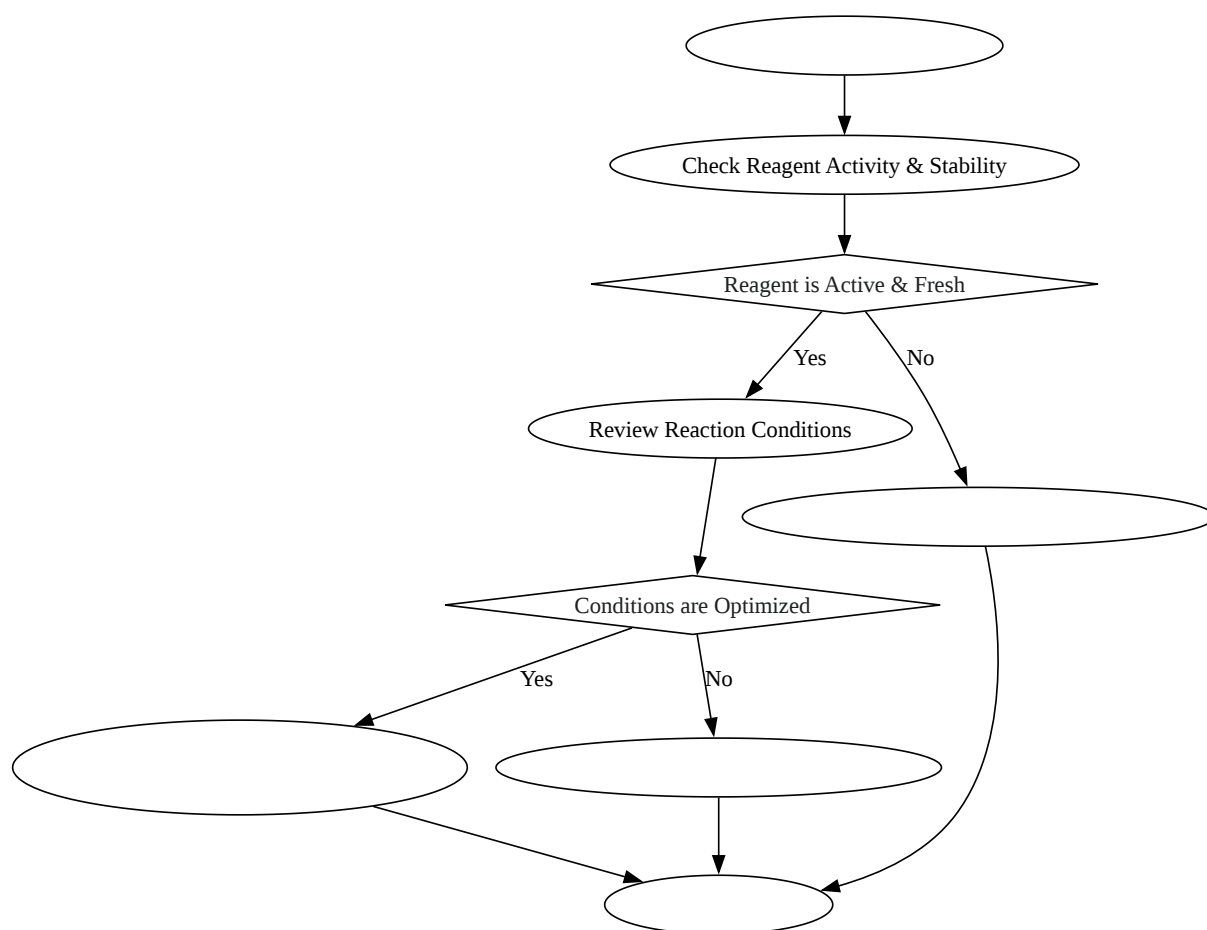 Check Reagent Activity & Stability
Reagent is Active & Fresh
Yes
No
Review Reaction Conditions
Conditions are Optimized
Yes
No